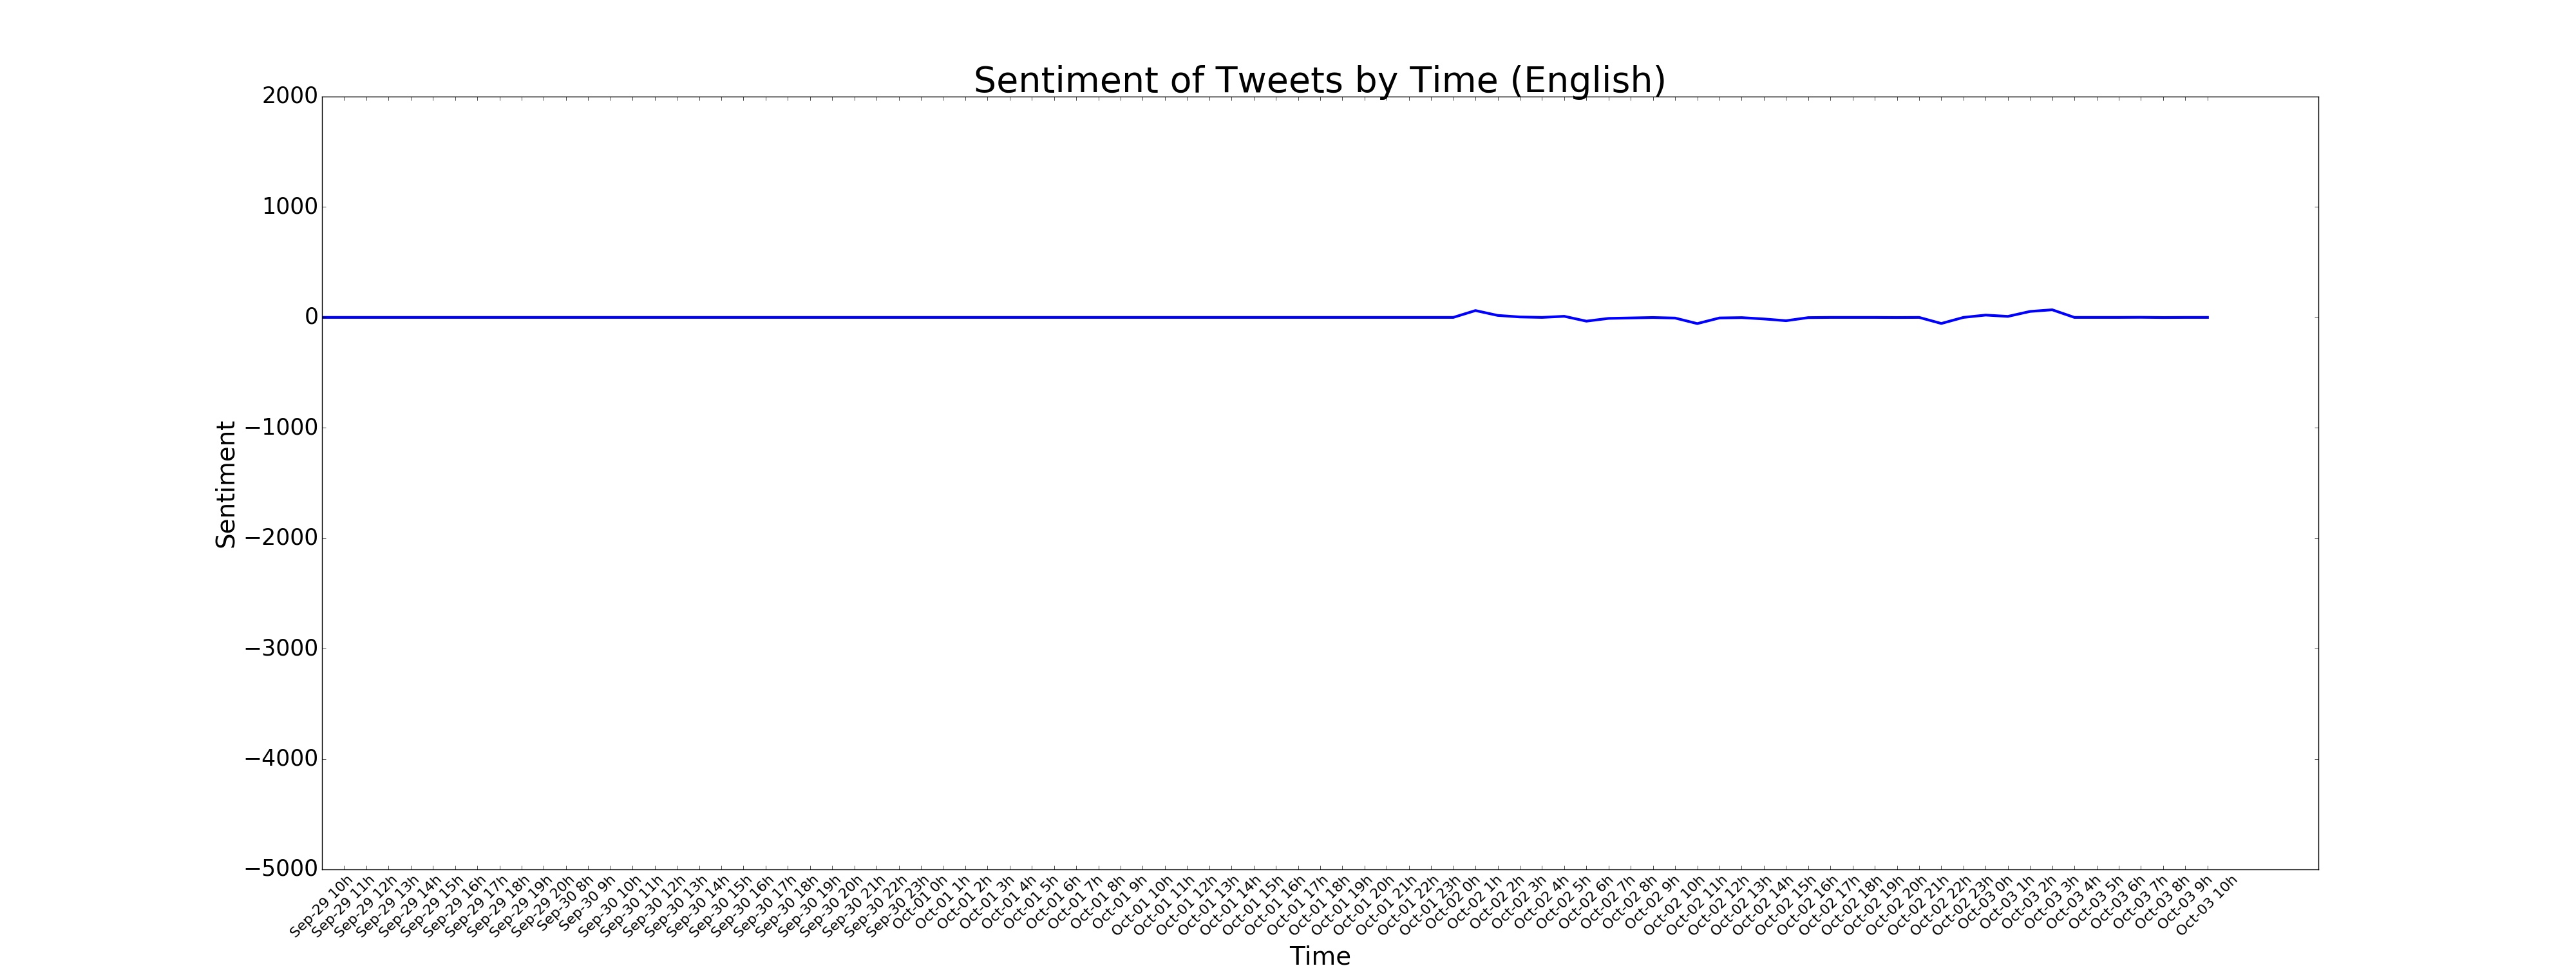 Sentiment of Tweets by Time (English)
2000
1000
0
−1000
−2000
−3000
−4000
−5000
Sentiment
Sep-29 10h
Sep-29 11h
Sep-29 12h
Sep-29 13h
Sep-29 14h
Sep-29 15h
Sep-29 16h
Sep-29 17h
Sep-29 18h
Sep-29 19h
Sep-29 20h
Sep-30 8h
Sep-30 9h
Sep-30 10h
Sep-30 11h
Sep-30 12h
Sep-30 13h
Sep-30 14h
Sep-30 15h
Sep-30 16h
Sep-30 17h
Sep-30 18h
Sep-30 19h
Sep-30 20h
Sep-30 21h
Sep-30 22h
Sep-30 23h
Oct-01 0h
Oct-01 1h
Oct-01 2h
Oct-01 3h
Oct-01 4h
Oct-01 5h
Oct-01 6h
Oct-01 7h
Oct-01 8h
Oct-01 9h
Oct-01 10h
Oct-01 11h
Oct-01 12h
Oct-01 13h
Oct-01 14h
Oct-01 15h
Oct-01 16h
Oct-01 17h
Oct-01 18h
Oct-01 19h
Oct-01 20h
Oct-01 21h
Oct-01 22h
Oct-01 23h
Oct-02 0h
Oct-02 1h
Oct-02 2h
Oct-02 3h
Oct-02 4h
Oct-02 5h
Oct-02 6h
Oct-02 7h
Oct-02 8h
Oct-02 9h
Oct-02 10h
Oct-02 11h
Oct-02 12h
Oct-02 13h
Oct-02 14h
Oct-02 15h
Oct-02 16h
Oct-02 17h
Oct-02 18h
Oct-02 19h
Oct-02 20h
Oct-02 21h
Oct-02 22h
Oct-02 23h
Oct-03 0h
Oct-03 1h
Oct-03 2h
Oct-03 3h
Oct-03 4h
Oct-03 5h
Oct-03 6h
Oct-03 7h
Oct-03 8h
Oct-03 9h
Oct-03 10h
Time